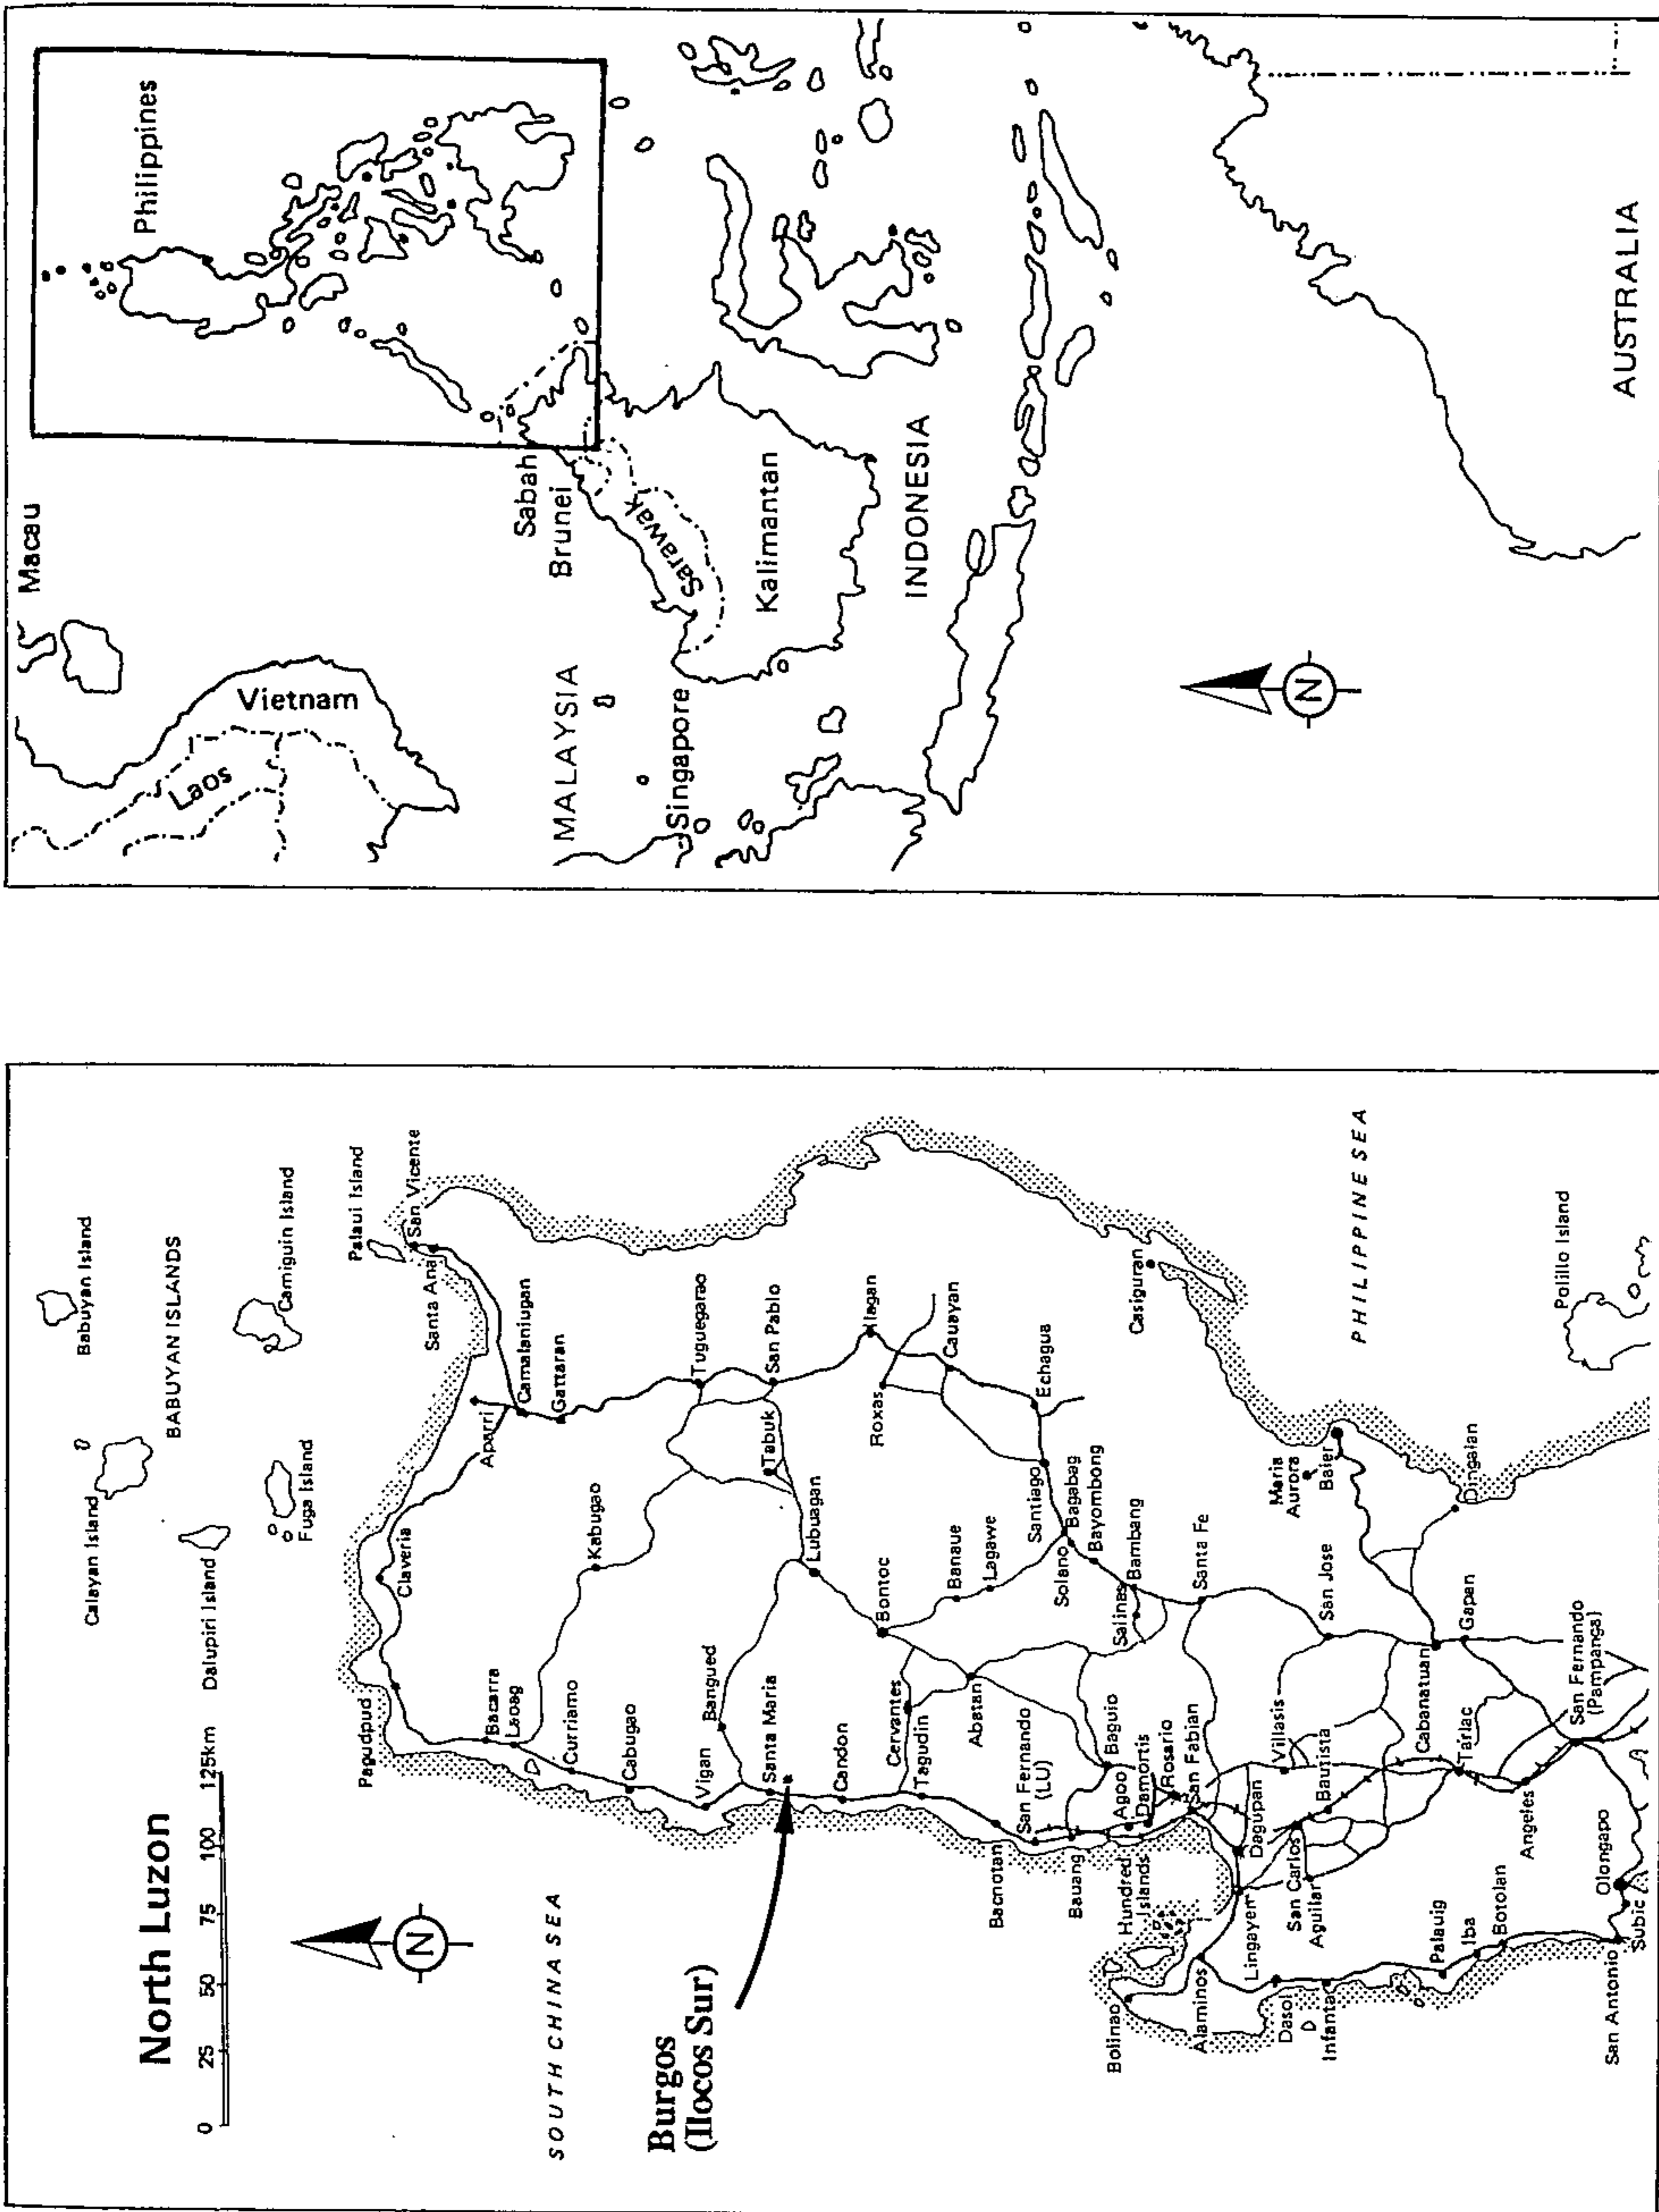 North Luzon
0 25 50 75 100 125km
N
SOUTH CHINA SEA
Burgos
(Ilocos Sur)
Calayan Island
Dalupiri Island
Babuyan Island
BABUYAN ISLANDS
Fuga Island
Camiguin Island
Palaui Island
San Vicente
Santa Ana
Pagudpud
Claveria
Aparri
Camalaniugan
Gattaran
Bacarra
Laoag
Curriamo
Kabugao
Cabugao
Tuguegarao
Vigan
Bangued
Tabuk
San Pablo
Santa Maria
Lubuagan
Candon
Ilagan
Cervantes
Bontoc
Roxas
Tagudin
Banaue
Cauayan
Abatan
Lagawe
Bacnotan
San Fernando
(LU)
Santiago
Echagus
Solano
Bagabag
Bauang
Baguio
Bayombong
Salinas
Bambang
Casiguran
Hundred
Islands
Agoo
Damortis
Rosario
San Fabian
Santa Fe
Bolinao
Alaminos
Lingayen
Dagupan
Villasis
San Jose
Maria
Aurora
Baler
PHILIPPINE SEA
Dasol
Infanta
San Carlos
Aguilar
Bautista
Cabanatuan
Dingalan
Palauig
Iba
Botolan
Tarlac
Gapan
Angeles
San Fernando
(Pampanga)
Polillo Island
San Antonio
Subic
Olongapo
Macau
Philippines
Vietnam
Laos
Sabah
Brunei
MALAYSIA
Sarawak
Singapore
Kalimantan
INDONESIA
N
AUSTRALIA